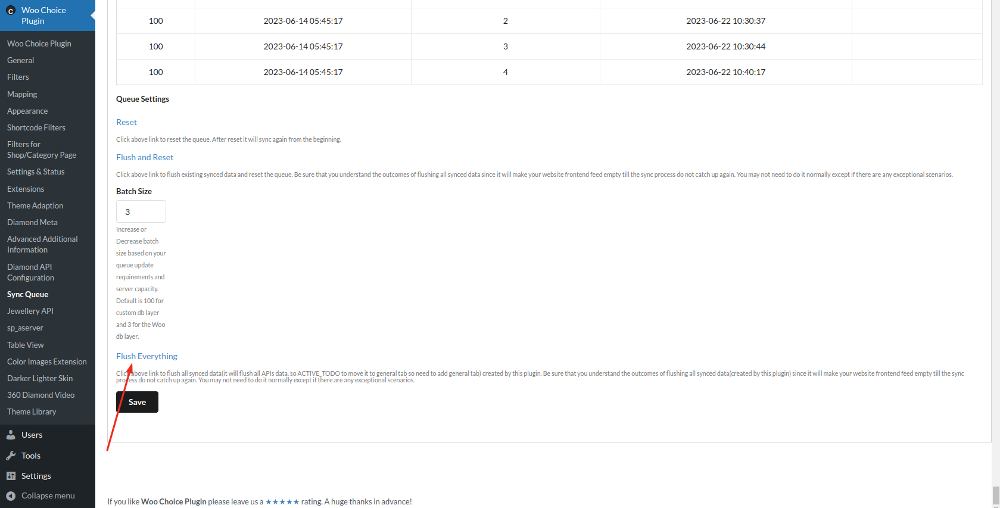 C
Woo Choice
Plugin
Woo Choice Plugin
General
Filters
Mapping
Appearance
Shortcode Filters
Filters for
Shop/Category Page
Settings & Status
Extensions
Theme Adaption
Diamond Meta
Advanced Additional
Information
Diamond API
Configuration
Sync Queue
Jewellery API
sp_aserver
Table View
Color Images Extension
Darker Lighter Skin
360 Diamond Video
Theme Library
Users
Tools
Settings
Collapse menu
100 2023-06-14 05:45:17 2 2023-06-22 10:30:37
100 2023-06-14 05:45:17 3 2023-06-22 10:30:44
100 2023-06-14 05:45:17 4 2023-06-22 10:40:17
Queue Settings
Reset
Click above link to reset the queue. After reset it will sync again from the beginning.
Flush and Reset
Click above link to flush existing synced data and reset the queue. Be sure that you understand the outcomes of flushing all synced data since it will make your website frontend feed empty till the sync process do not catch up again. You may not need to do it normally except if there are any exceptional scenarios.
Batch Size
3
Increase or
Decrease batch
size based on your
queue update
requirements and
server capacity.
Default is 100 for
custom db layer
and 3 for the Woo
db layer.
Flush Everything
Click above link to flush all synced data(it will flush all APIs data. so ACTIVE_TODO to move it to general tab so need to add general tab) created by this plugin. Be sure that you understand the outcomes of flushing all synced data(created by this plugin) since it will make your website frontend feed empty till the sync
process do not catch up again. You may not need to do it normally except if there are any exceptional scenarios.
Save
If you like Woo Choice Plugin please leave us a ★★★★★ rating. A huge thanks in advance!